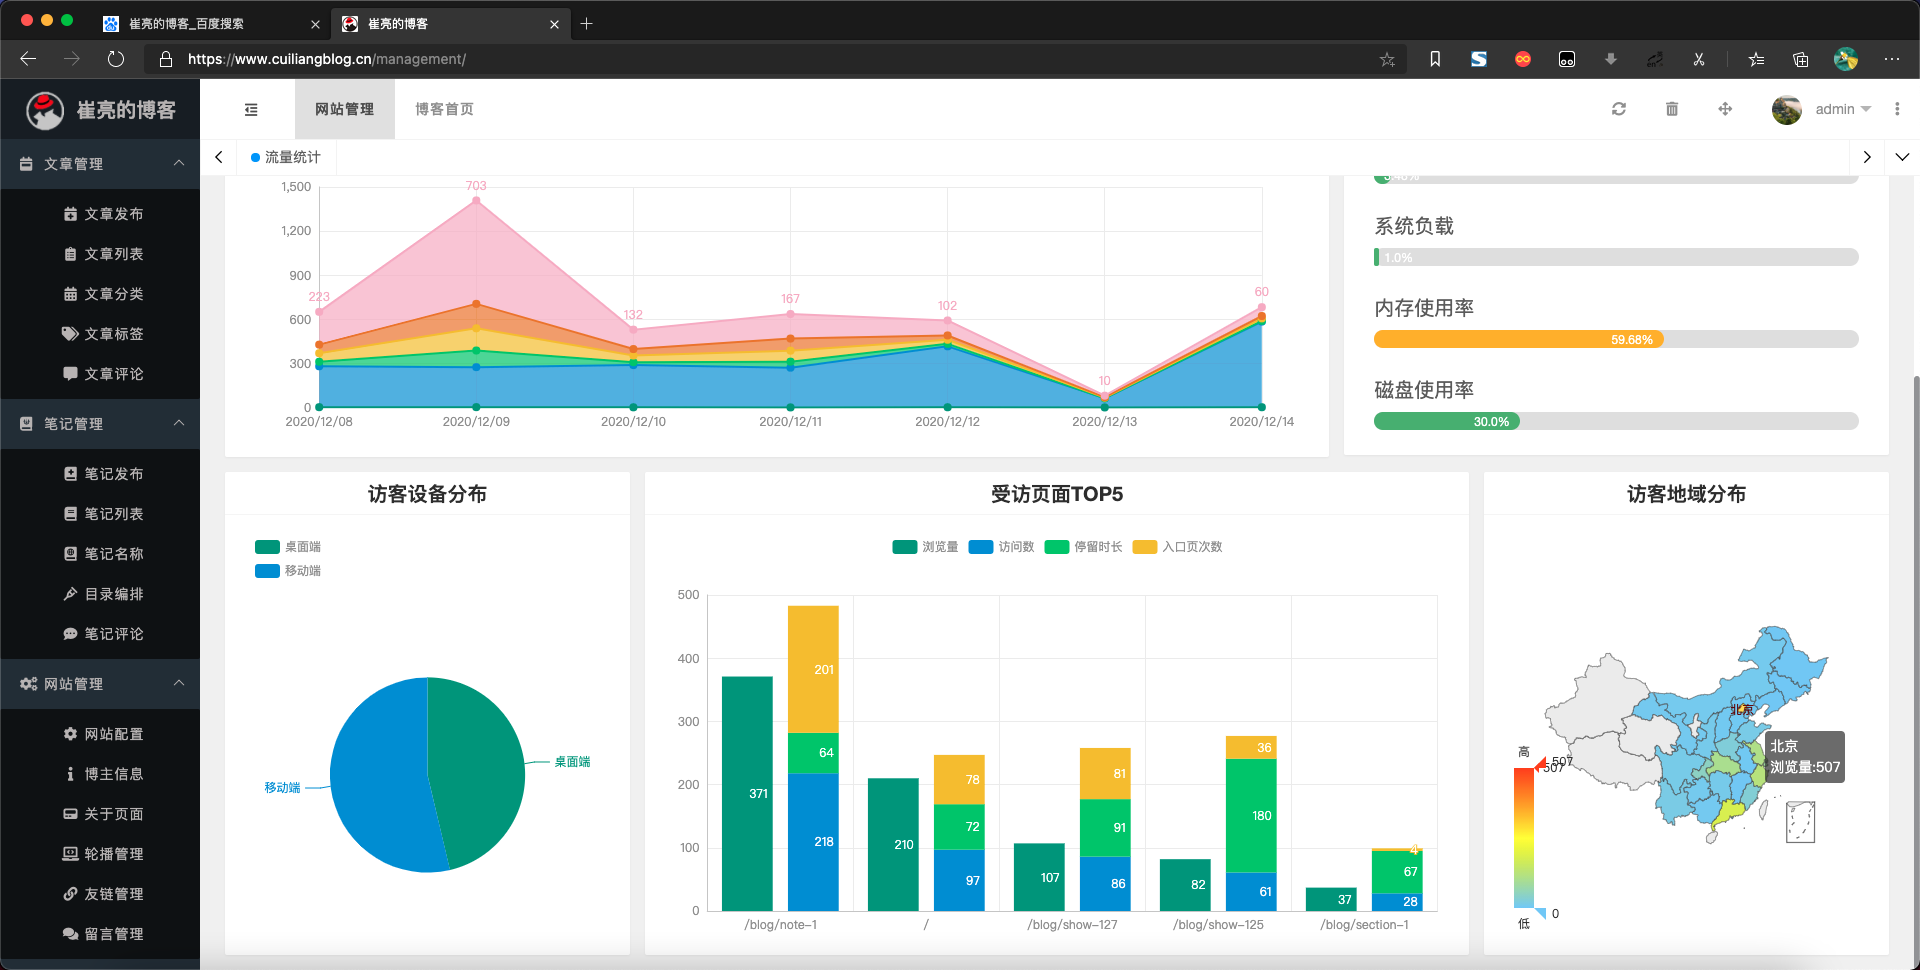 崔亮的博客_百度搜索
崔亮的博客
https://www.cuiliangblog.cn/management/
崔亮的博客
网站管理
博客首页
admin
流量统计
文章管理
文章发布
文章列表
文章分类
文章标签
文章评论
笔记管理
笔记发布
笔记列表
笔记名称
目录编排
笔记评论
网站管理
网站配置
博主信息
关于页面
轮播管理
友链管理
留言管理
1,500
1,200
900
600
300
0
223
703
132
167
102
10
60
2020/12/08
2020/12/09
2020/12/10
2020/12/11
2020/12/12
2020/12/13
2020/12/14
系统负载
1.0%
内存使用率
59.68%
磁盘使用率
30.0%
访客设备分布
桌面端
移动端
移动端
桌面端
受访页面TOP5
浏览量
访问数
停留时长
入口页次数
500
400
300
200
100
0
371
201
64
218
210
78
72
97
107
81
91
86
82
36
180
61
37
4
67
28
/blog/note-1
/
/blog/show-127
/blog/show-125
/blog/section-1
访客地域分布
北京
北京
浏览量:507
高
507
507
0
低